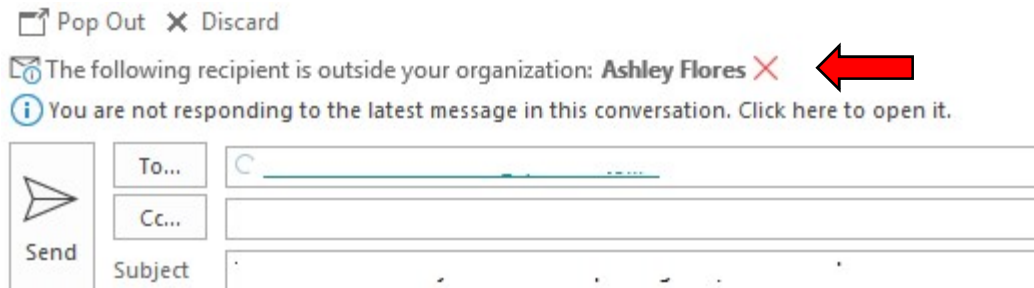 Pop Out Discard
The following recipient is outside your organization: Ashley Flores
You are not responding to the latest message in this conversation. Click here to open it.
To...
Cc...
Send
Subject